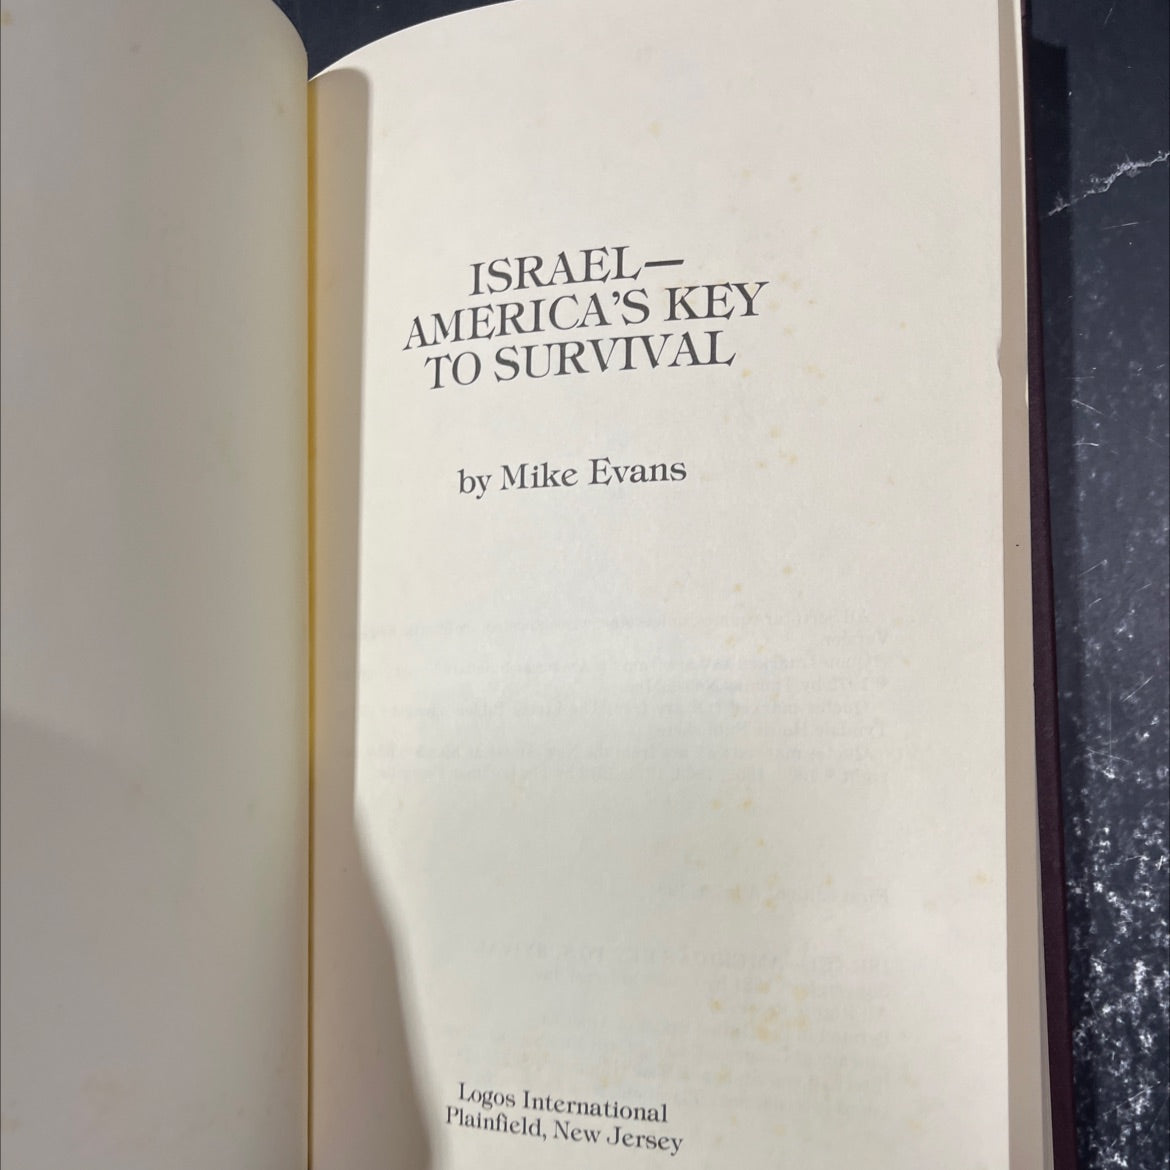 ISRAEL—
AMERICA'S KEY
TO SURVIVAL
by Mike Evans
Logos International
Plainfield, New Jersey